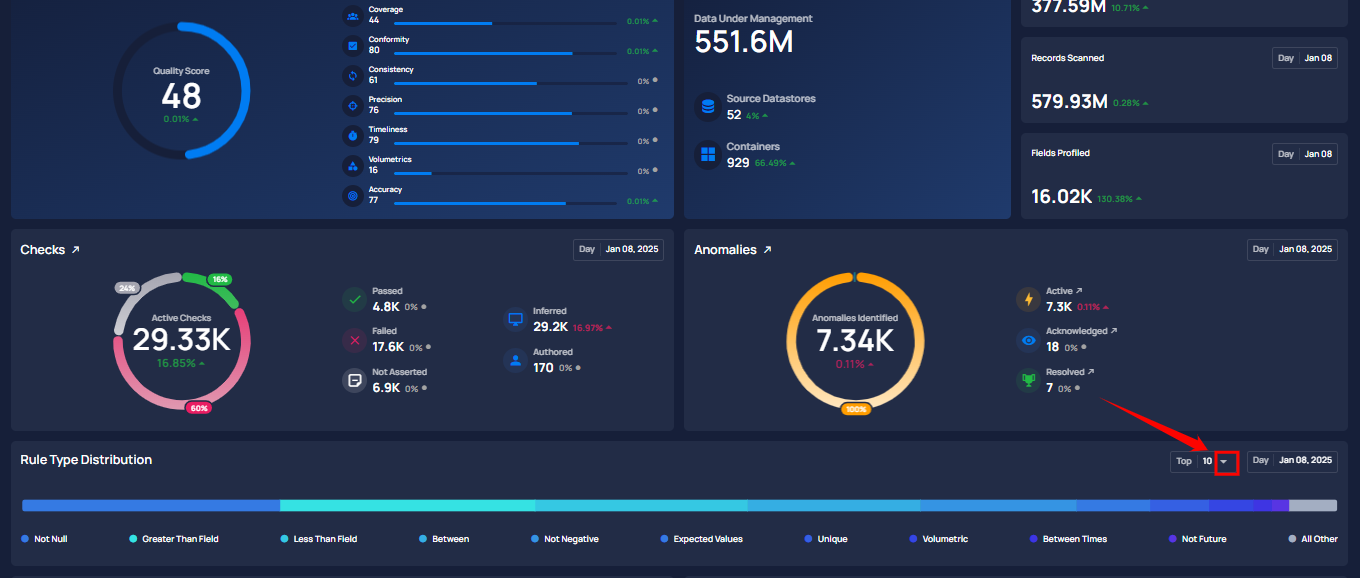 Quality Score
48
0.01%
Coverage
44
0.01%
Conformity
80
0.01%
Consistency
61
0%
Precision
76
0%
Timeliness
79
0%
Volumetrics
16
0%
Accuracy
77
0.01%
Data Under Management
551.6M
Source Datastores
52 4%
Containers
929 66.49%
377.59M 10.71%
Records Scanned
Day Jan 08
579.93M 0.28%
Fields Profiled
Day Jan 08
16.02K 130.38%
Checks
Day Jan 08, 2025
16%
24%
Active Checks
29.33K
16.85%
60%
Passed
4.8K 0%
Failed
17.6K 0%
Not Asserted
6.9K 0%
Inferred
29.2K 16.97%
Authored
170 0%
Anomalies
Day Jan 08, 2025
Anomalies Identified
7.34K
0.11%
100%
Active
7.3K 0.11%
Acknowledged
18 0%
Resolved
7 0%
Rule Type Distribution
Top 10
Day Jan 08, 2025
Not Null
Greater Than Field
Less Than Field
Between
Not Negative
Expected Values
Unique
Volumetric
Between Times
Not Future
All Other